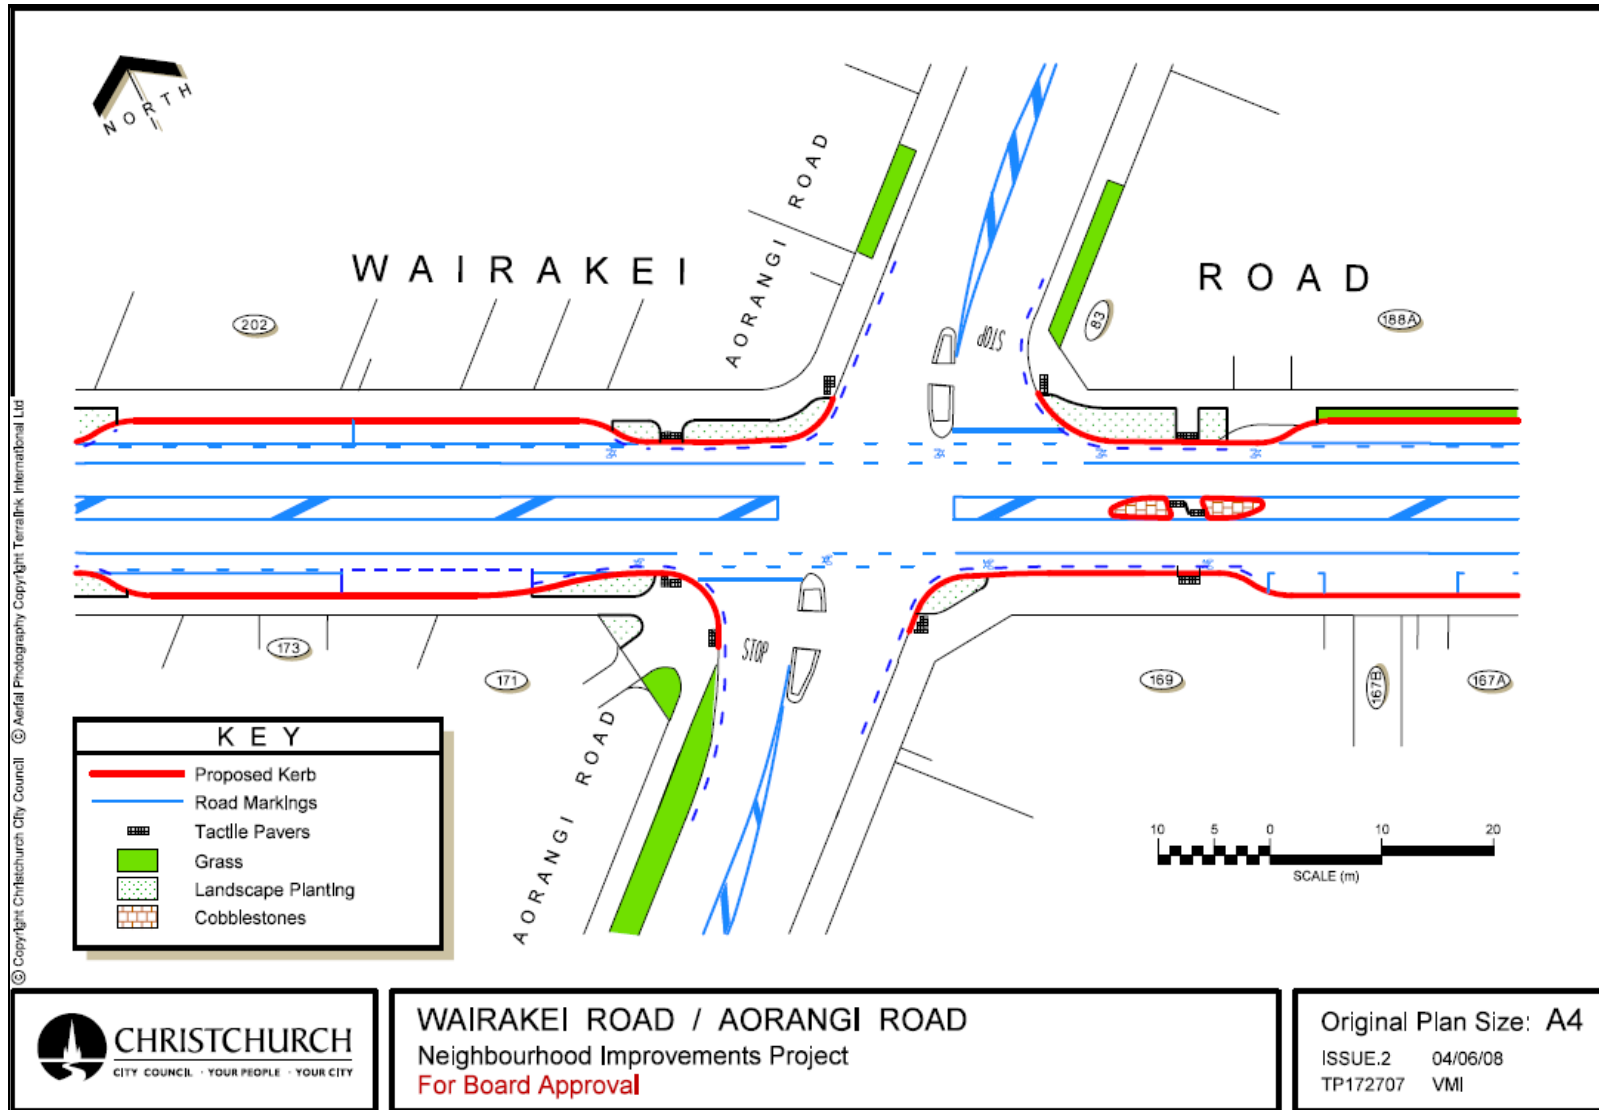 NORTH
WAIRAKEI ROAD
AORANGI ROAD
202
83
188A
STOP
STOP
173
171
169
167B
167A
AORANGI ROAD
KEY
Proposed Kerb
Road Markings
Tactile Pavers
Grass
Landscape Planting
Cobblestones
10 5 0 10 20
SCALE (m)
© Copyright Christchurch City Council © Aerial Photography Copyright Terralink International Ltd
CHRISTCHURCH
CITY COUNCIL · YOUR PEOPLE · YOUR CITY
WAIRAKEI ROAD / AORANGI ROAD
Neighbourhood Improvements Project
For Board Approval
Original Plan Size: A4
ISSUE.2 04/06/08
TP172707 VMI